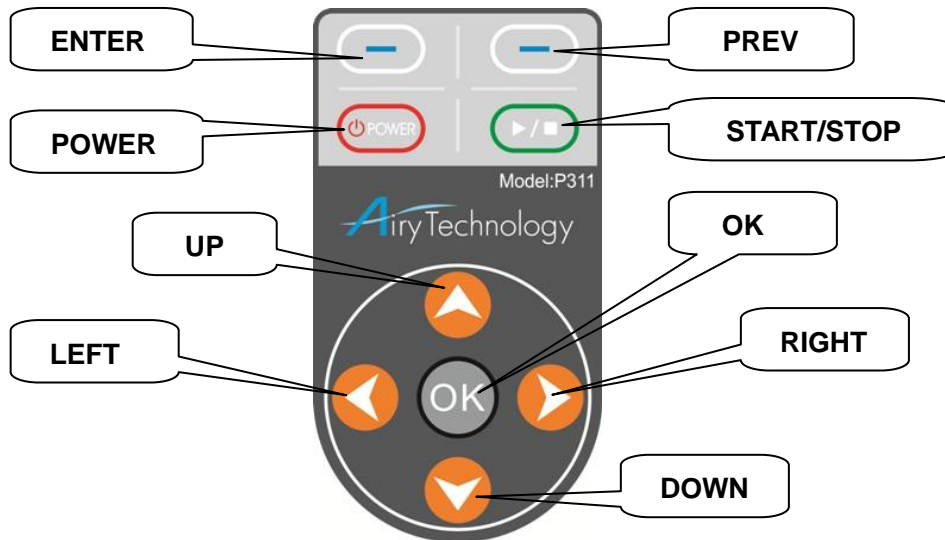 ENTER
PREV
POWER
POWER
START/STOP
Model:P311
AiryTechnology
UP
OK
LEFT
RIGHT
OK
DOWN